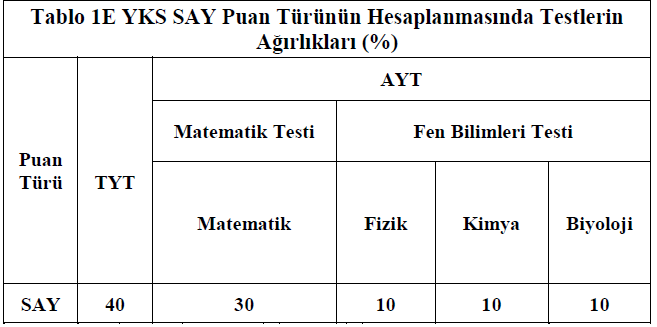 Tablo 1E YKS SAY Puan Türünün Hesaplanmasında Testlerin
Ağırlıkları (%)
Puan
Türü
TYT
AYT
Matematik Testi
Fen Bilimleri Testi
Matematik
Fizik
Kimya
Biyoloji
SAY
40
30
10
10
10